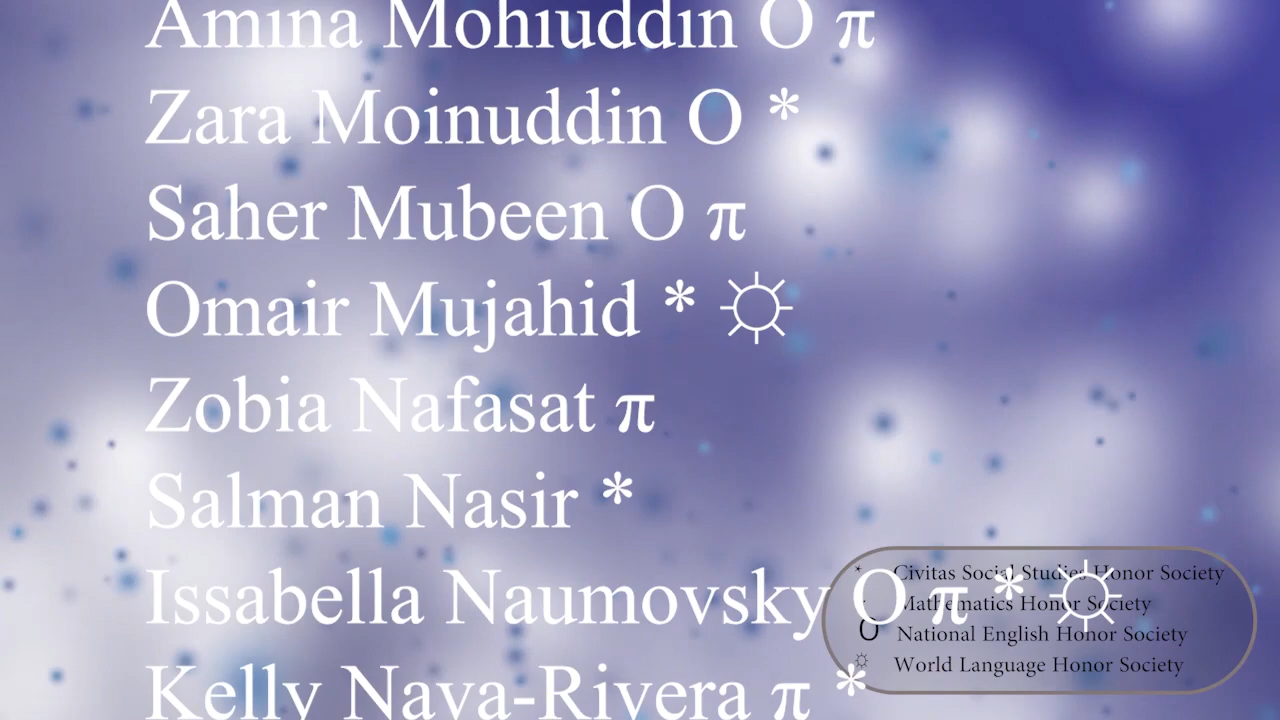 Amina Mohiuddin O π
Zara Moinuddin O *
Saher Mubeen O π
Omair Mujahid * ☼
Zobia Nafasat π
Salman Nasir *
Issabella Naumovsky O π * ☼
Kelly Nava-Rivera π *
* Civitas Social Studies Honor Society
Mathematics Honor Society
O National English Honor Society
☼ World Language Honor Society